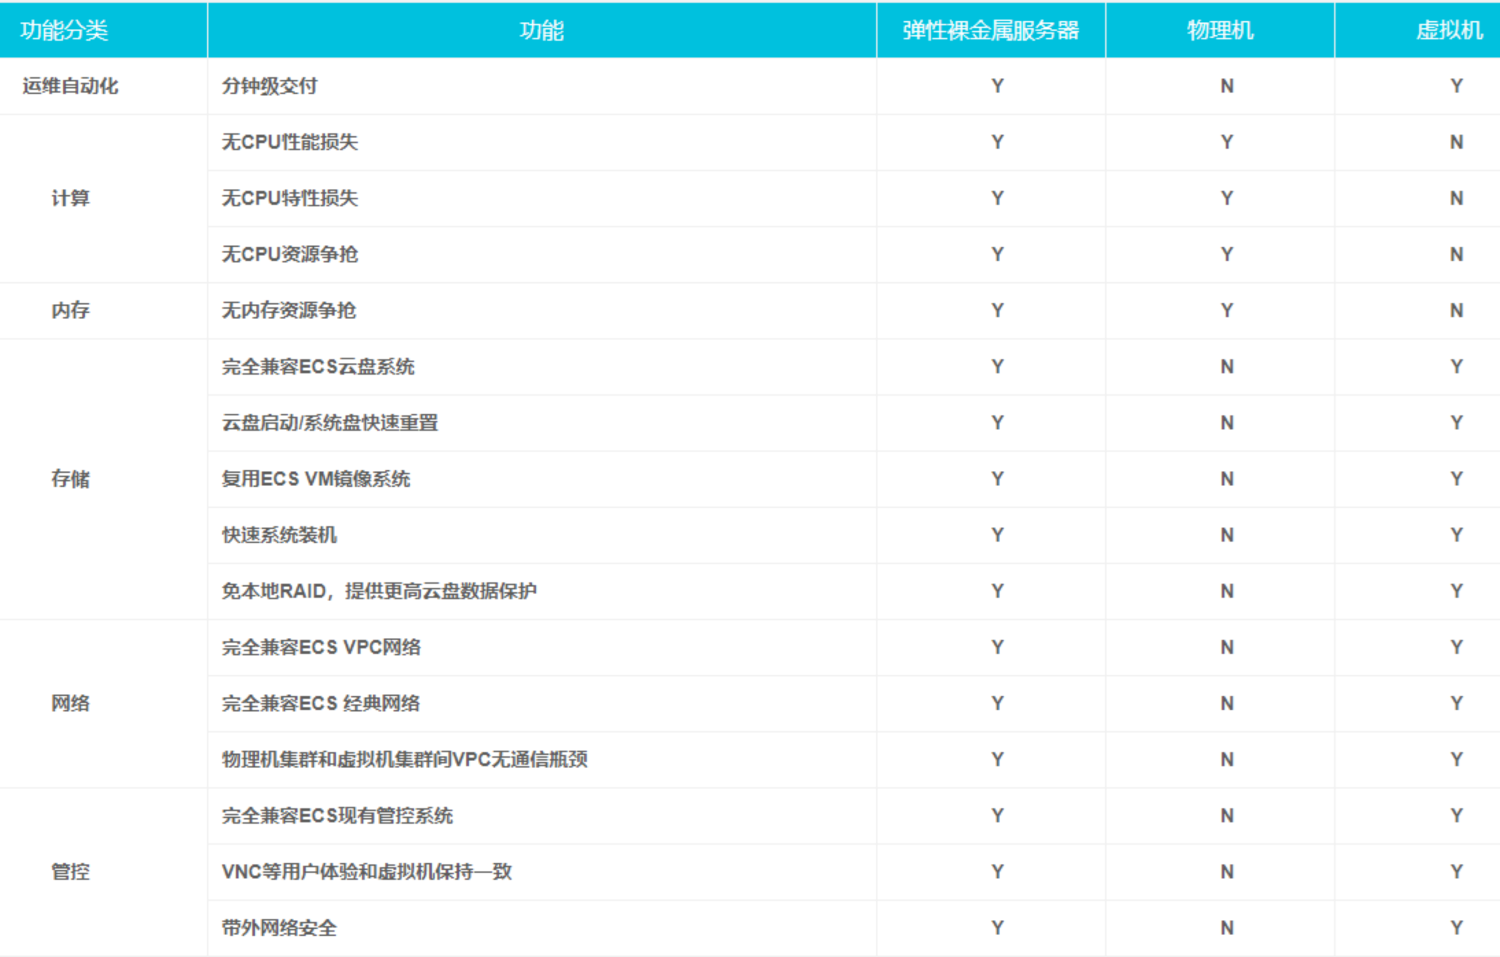 功能分类 功能 弹性裸金属服务器 物理机 虚拟机
运维自动化 分钟级交付 Y N Y
计算 无CPU性能损失 Y Y N
无CPU特性损失 Y Y N
无CPU资源争抢 Y Y N
内存 无内存资源争抢 Y Y N
存储 完全兼容ECS云盘系统 Y N Y
云盘启动/系统盘快速重置 Y N Y
复用ECS VM镜像系统 Y N Y
快速系统装机 Y N Y
免本地RAID，提供更高云盘数据保护 Y N Y
网络 完全兼容ECS VPC网络 Y N Y
完全兼容ECS 经典网络 Y N Y
物理机集群和虚拟机集群间VPC无通信瓶颈 Y N Y
管控 完全兼容ECS现有管控系统 Y N Y
VNC等用户体验和虚拟机保持一致 Y N Y
带外网络安全 Y N Y